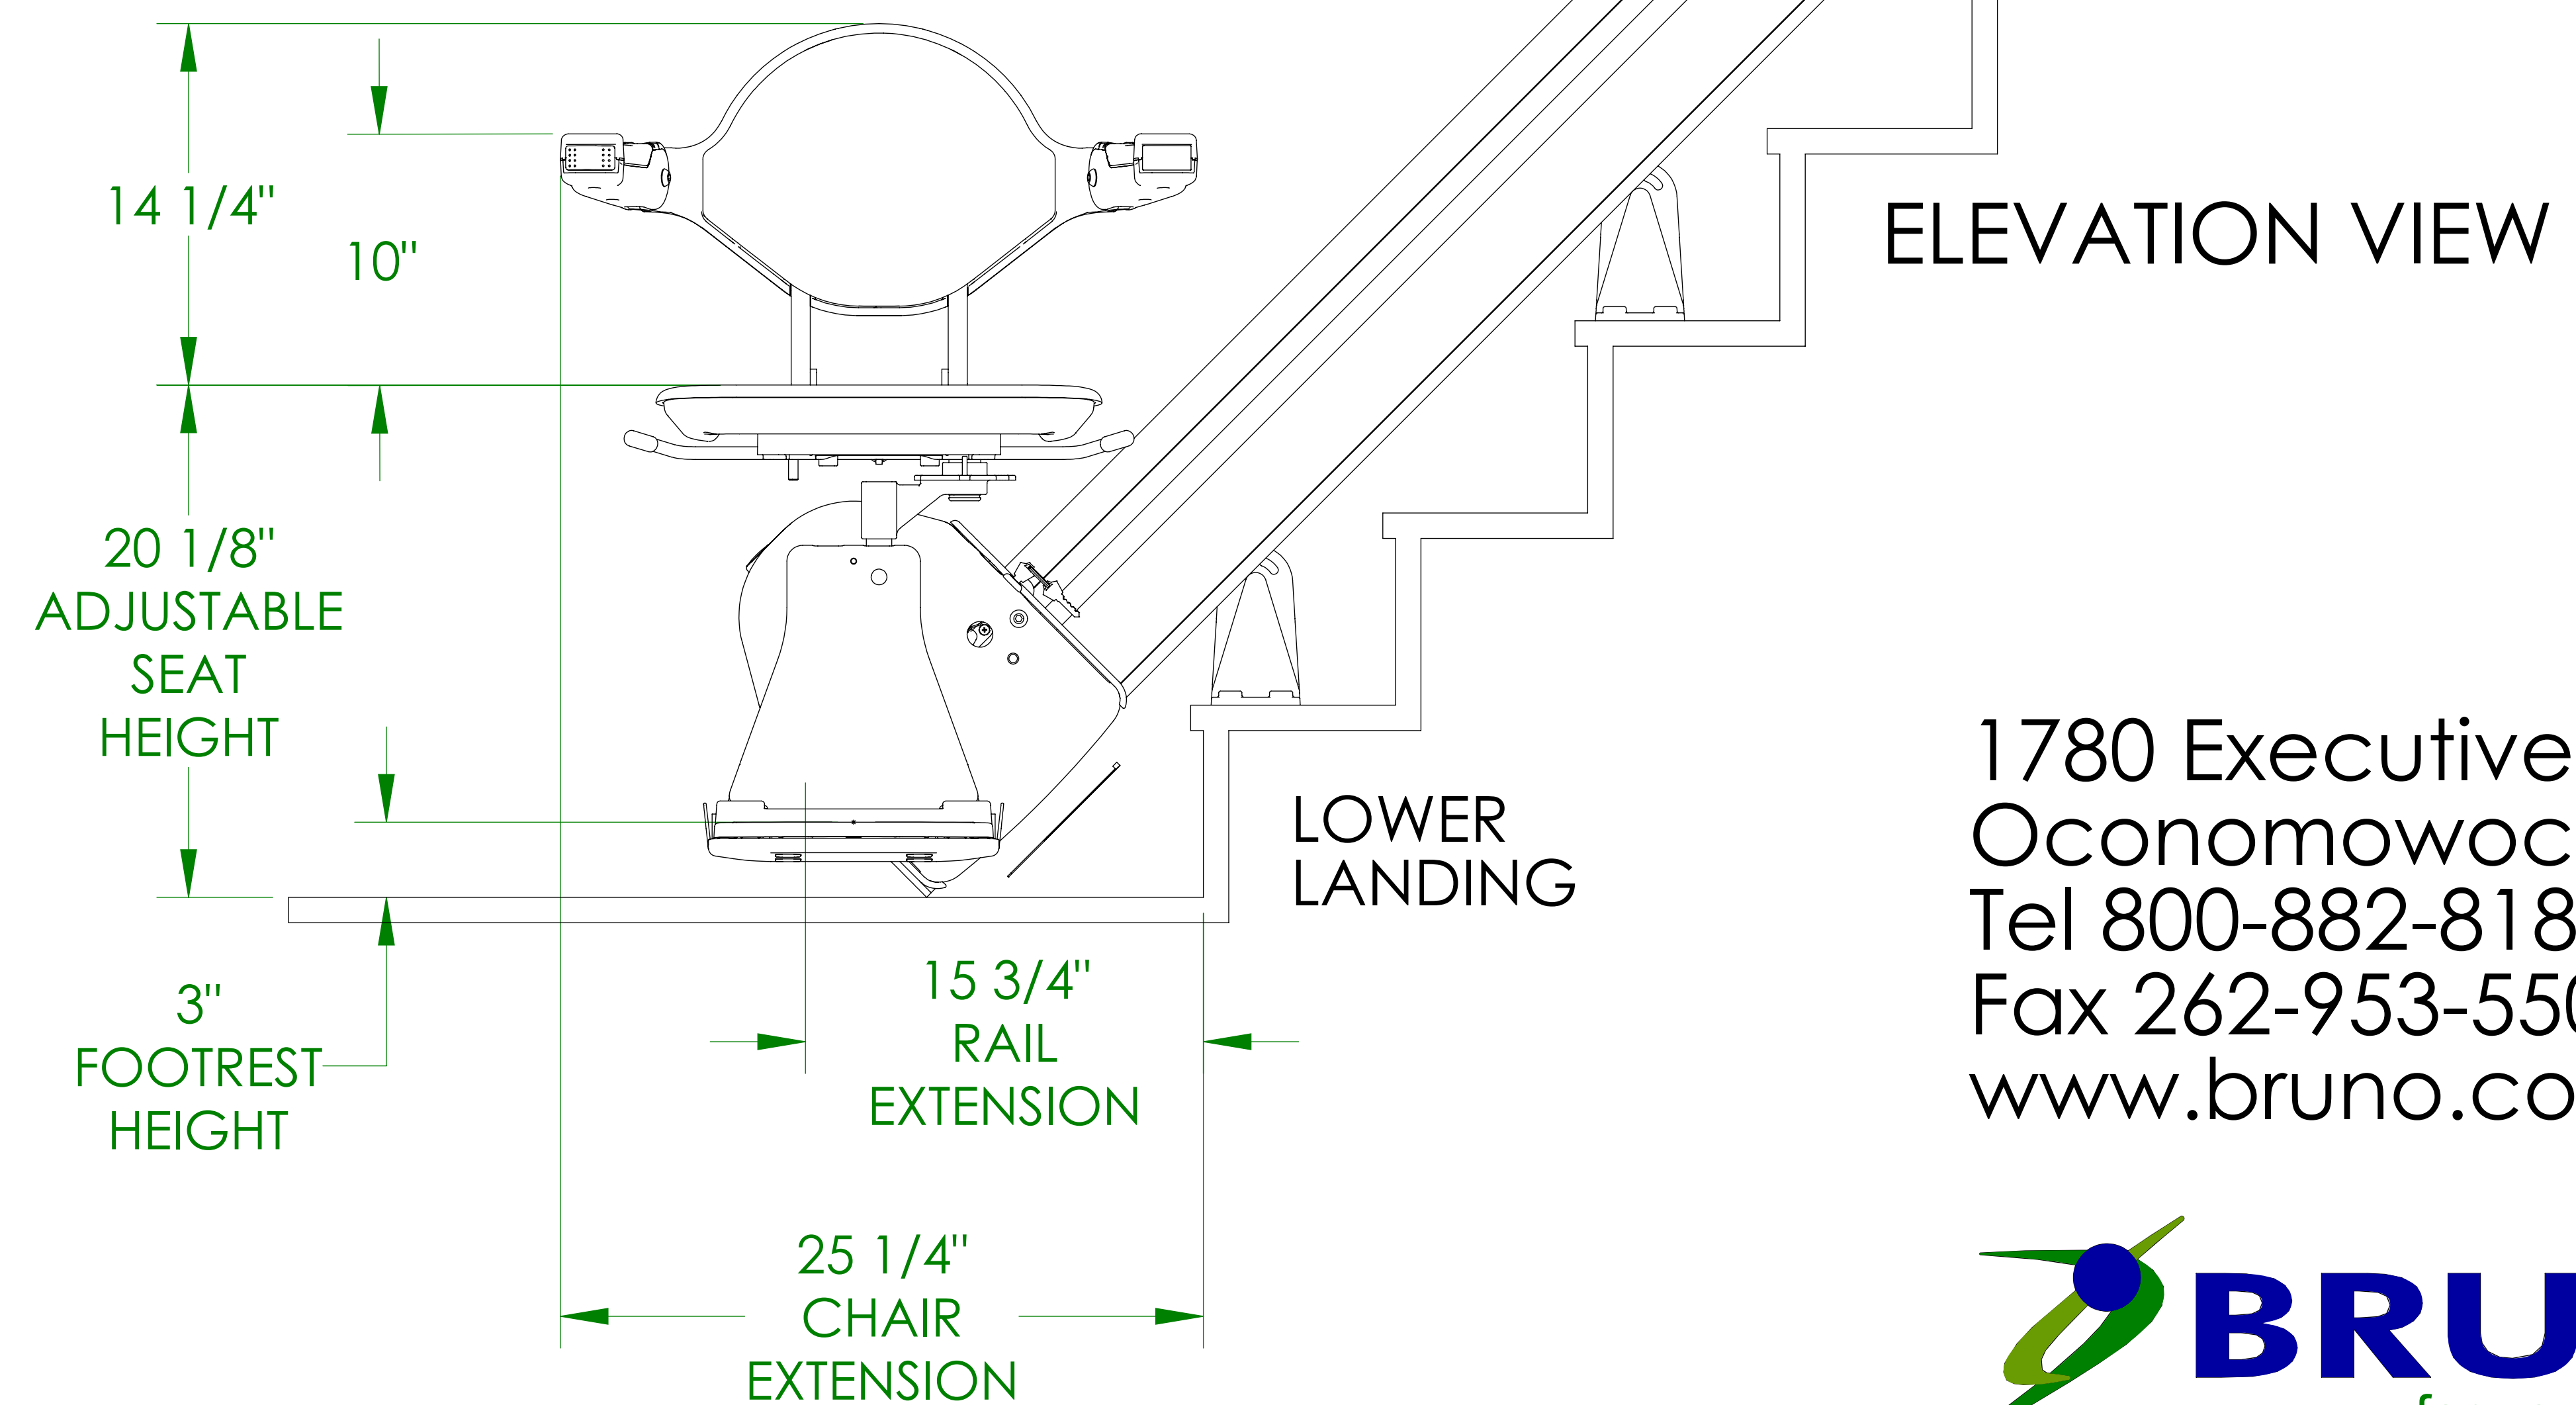 14 1/4"
10"
ELEVATION VIEW
20 1/8"
ADJUSTABLE
SEAT
HEIGHT
LOWER
LANDING
3"
FOOTREST
HEIGHT
15 3/4"
RAIL
EXTENSION
25 1/4"
CHAIR
EXTENSION
1780 Executive
Oconomowoc
Tel 800-882-818
Fax 262-953-550
www.bruno.co
BRU